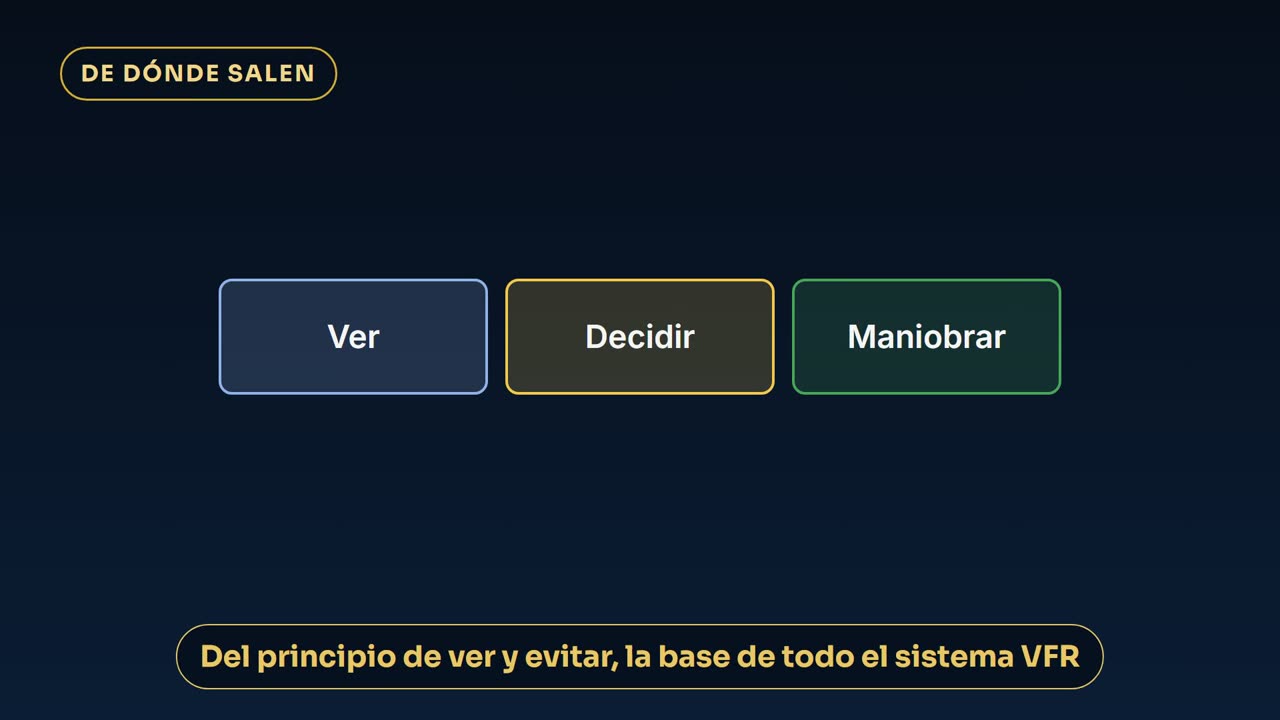 DE DÓNDE SALEN
Ver
Decidir
Maniobrar
Del principio de ver y evitar, la base de todo el sistema VFR